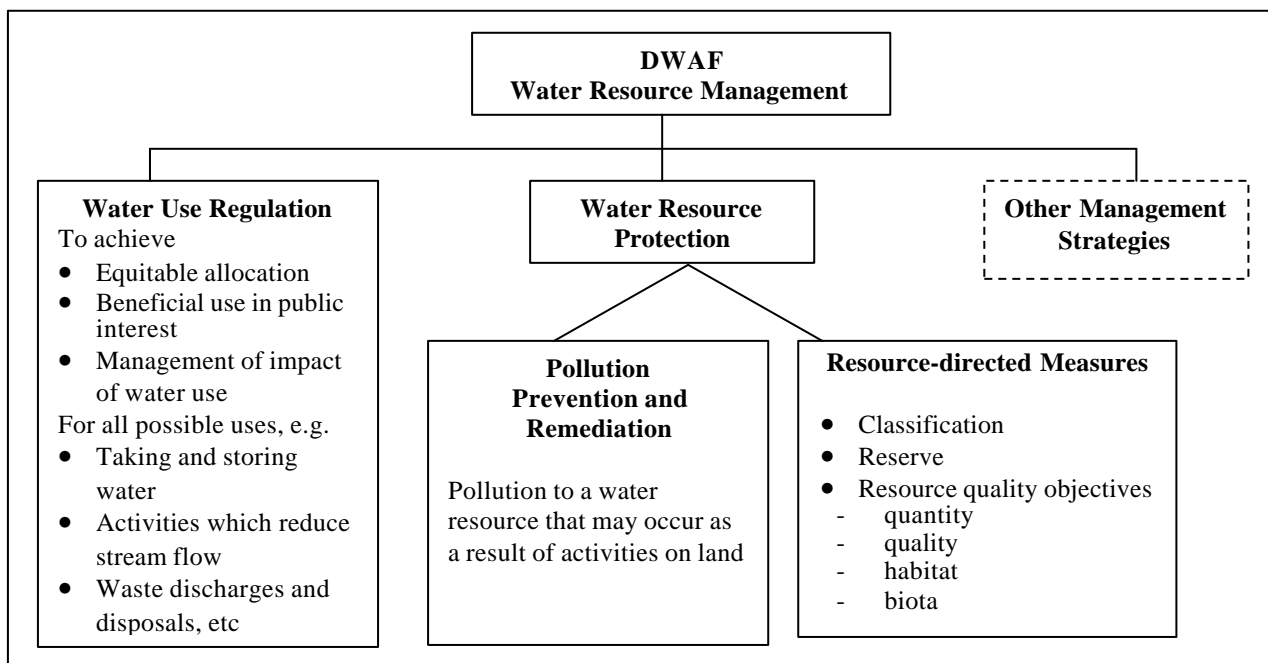 DWAF
Water Resource Management
Water Use Regulation
To achieve
• Equitable allocation
• Beneficial use in public
interest
• Management of impact
of water use
For all possible uses, e.g.
• Taking and storing
water
• Activities which reduce
stream flow
• Waste discharges and
disposals, etc
Water Resource
Protection
Pollution
Prevention and
Remediation
Pollution to a water
resource that may occur as
a result of activities on land
Resource-directed Measures
• Classification
• Reserve
• Resource quality objectives
- quantity
- quality
- habitat
- biota
Other Management
Strategies